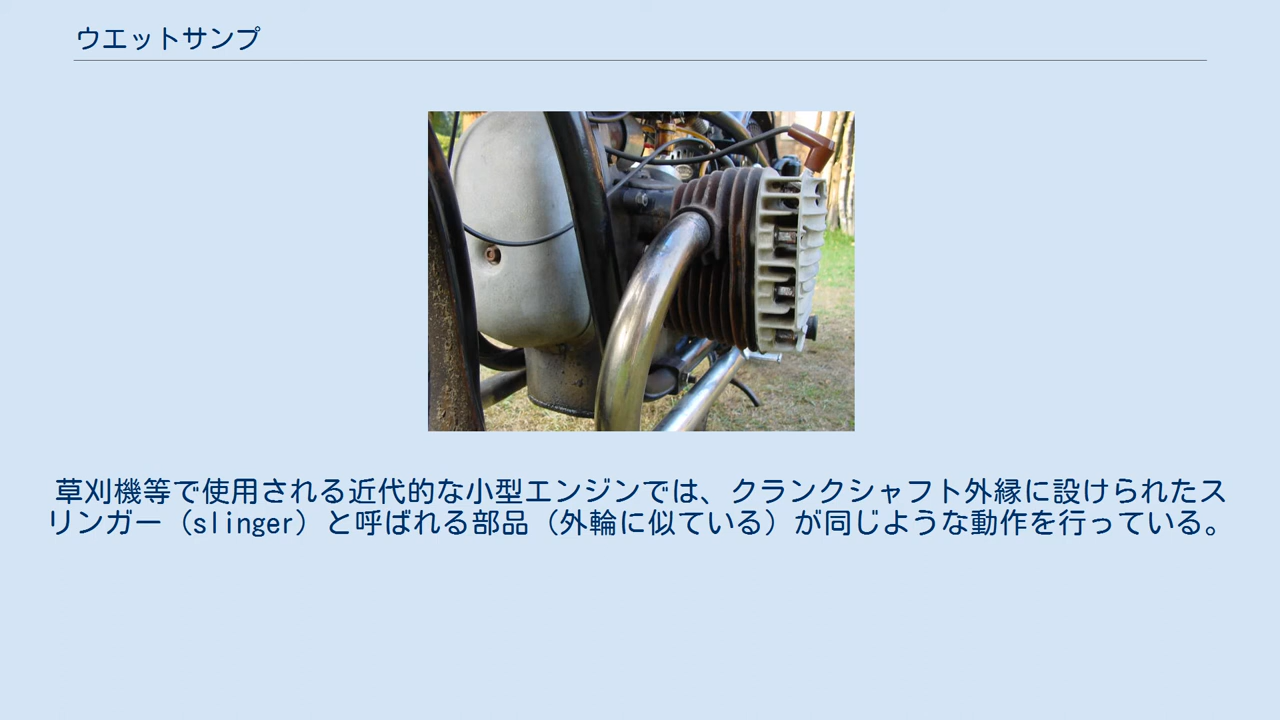 ウエットサンプ
草刈機等で使用される近代的な小型エンジンでは、クランクシャフト外縁に設けられたス
リンガー（slinger）と呼ばれる部品（外輪に似ている）が同じような動作を行っている。